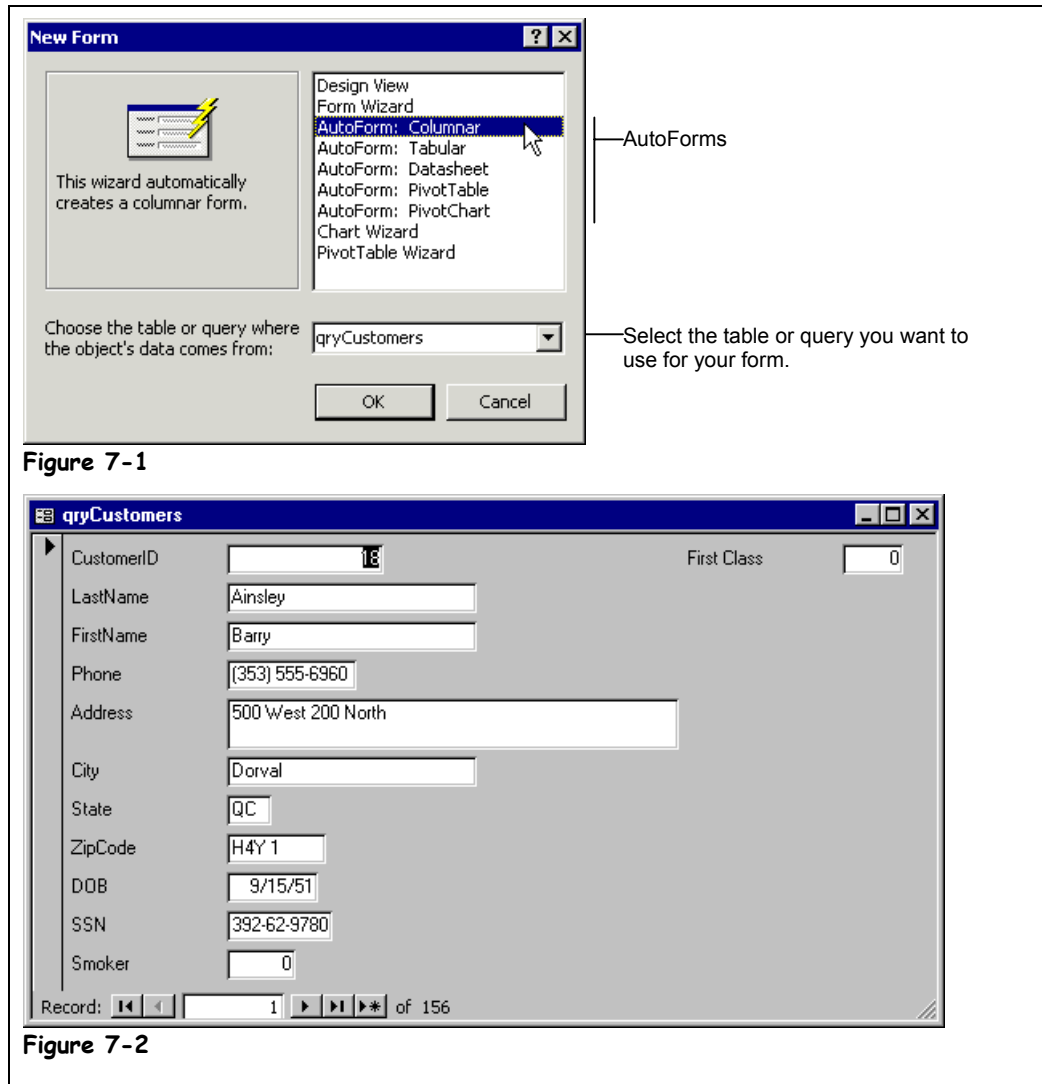 New Form
Design View
Form Wizard
AutoForm: Columnar
AutoForm: Tabular
AutoForm: Datasheet
AutoForm: PivotTable
AutoForm: PivotChart
Chart Wizard
PivotTable Wizard
This wizard automatically
creates a columnar form.
AutoForms
Choose the table or query where
the object's data comes from:
qryCustomers
Select the table or query you want to
use for your form.
OK
Cancel
Figure 7-1
qryCustomers
CustomerID 18 First Class 0
LastName Ainsley
FirstName Barry
Phone (353) 555-6960
Address 500 West 200 North
City Dorval
State QC
ZipCode H4Y 1
DOB 9/15/51
SSN 392-62-9780
Smoker 0
Record: 1 of 156
Figure 7-2